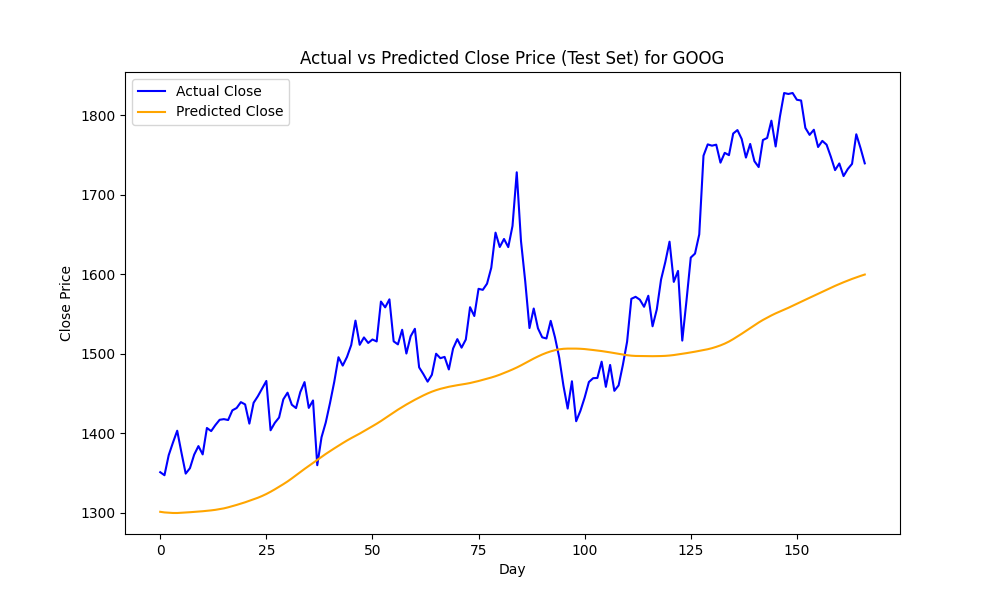 Actual vs Predicted Close Price (Test Set) for GOOG
Actual Close
Predicted Close
1800
1700
1600
1500
1400
1300
Close Price
0 25 50 75 100 125 150
Day